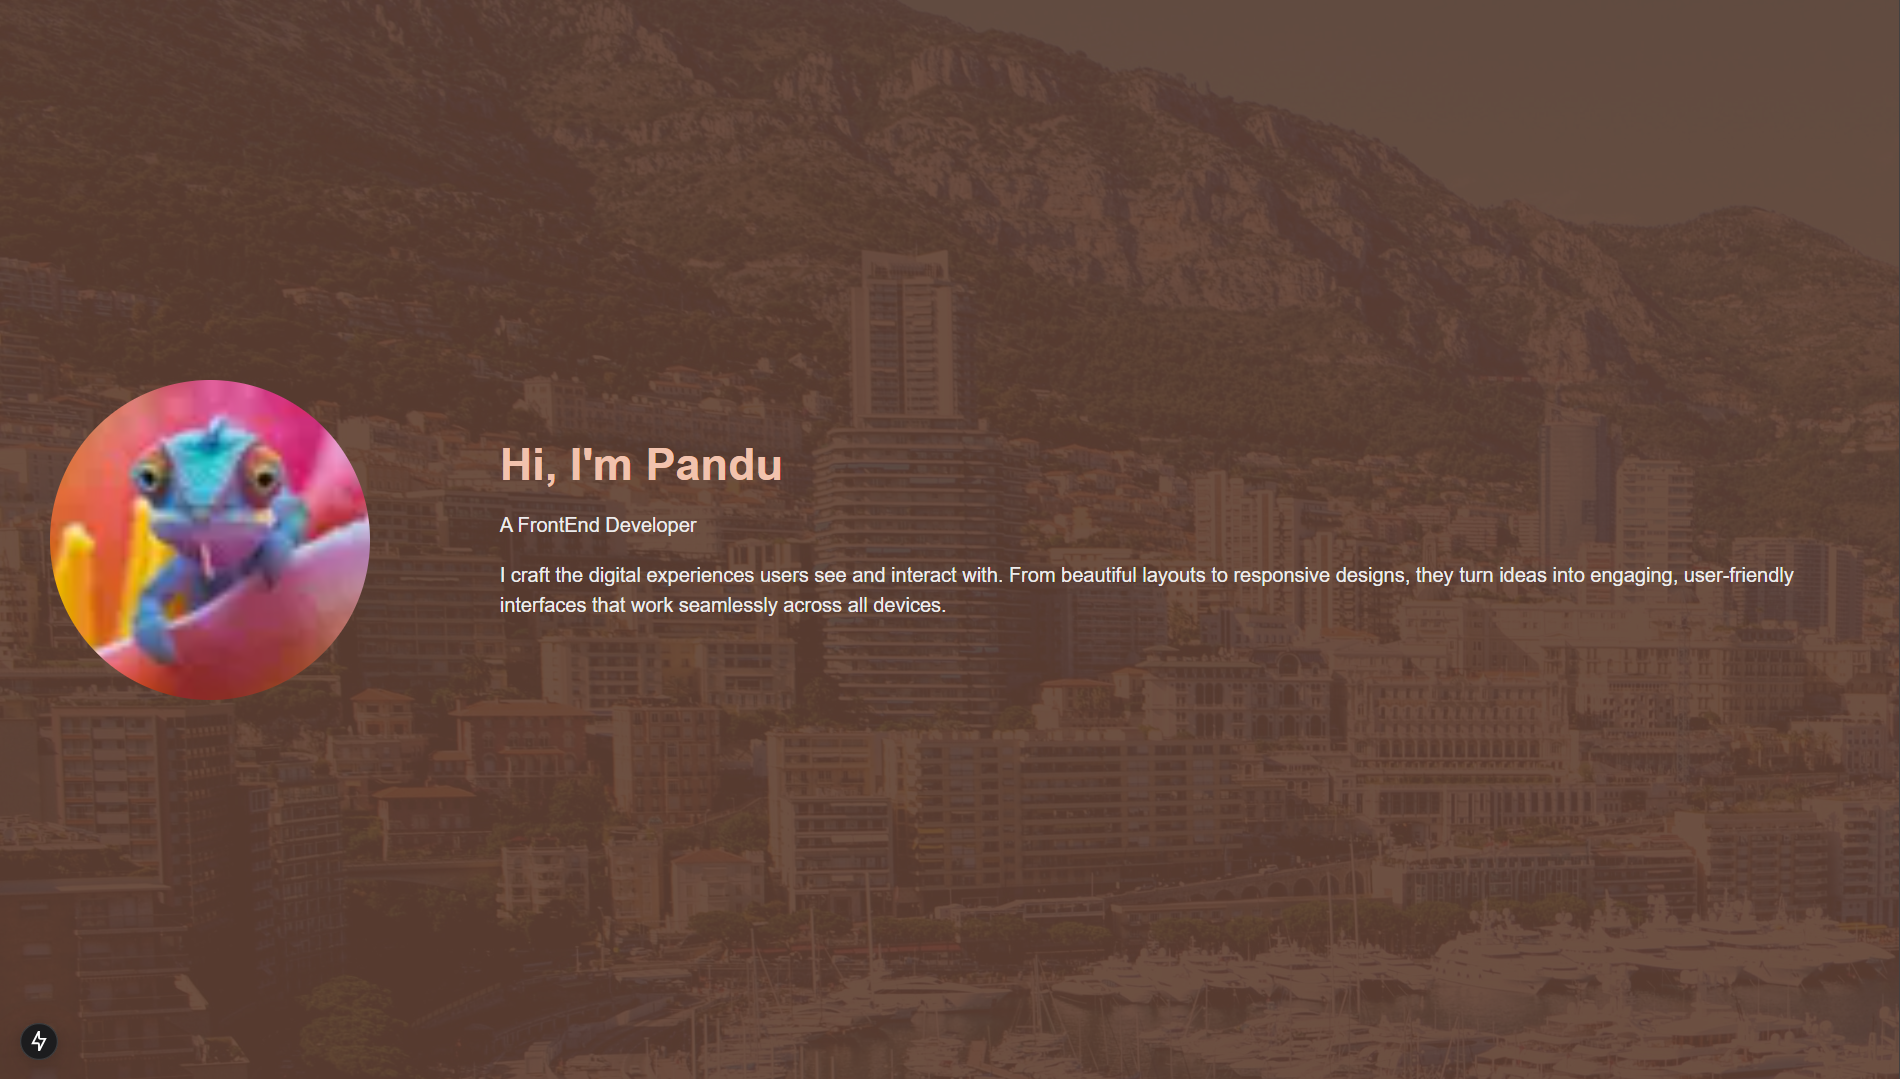 Hi, I'm Pandu
A FrontEnd Developer
I craft the digital experiences users see and interact with. From beautiful layouts to responsive designs, they turn ideas into engaging, user-friendly
interfaces that work seamlessly across all devices.